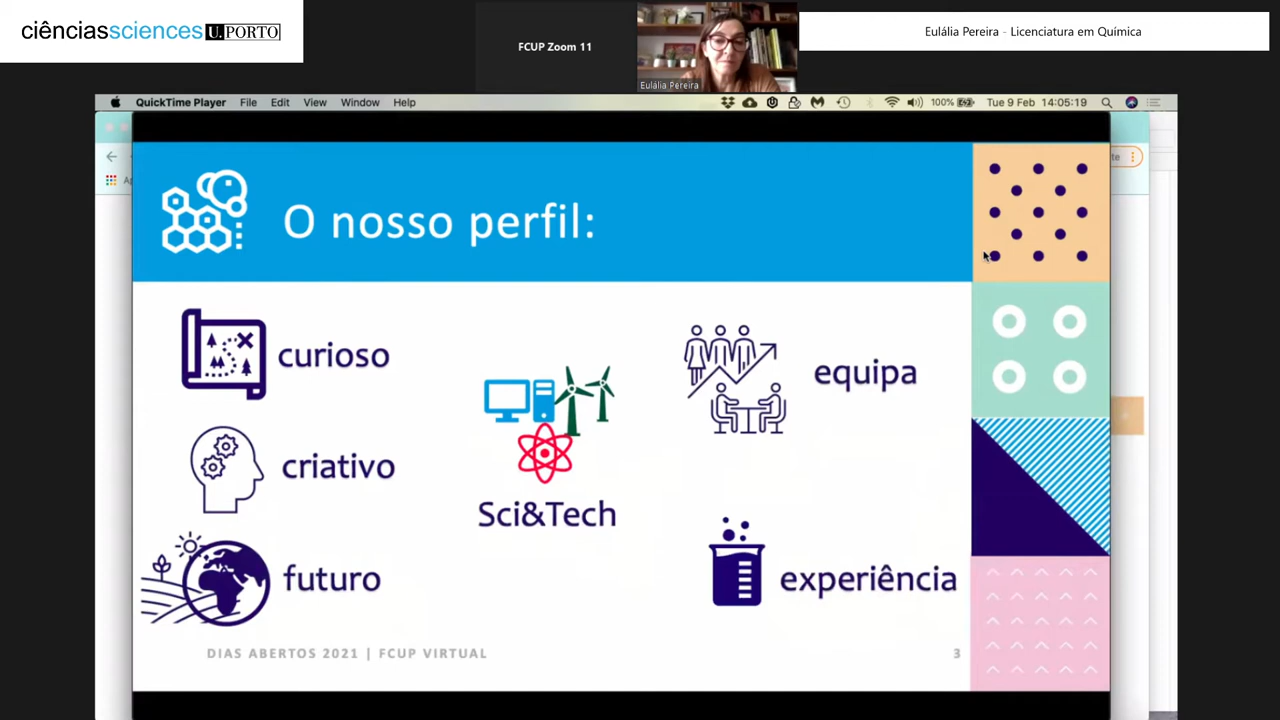 ciênciassciences U.PORTO
FCUP Zoom 11
Eulália Pereira
Eulália Pereira - Licenciatura em Química
QuickTime Player File Edit View Window Help
100% Tue 9 Feb 14:05:19
O nosso perfil:
curioso
criativo
futuro
Sci&Tech
equipa
experiência
DIAS ABERTOS 2021 | FCUP VIRTUAL
3